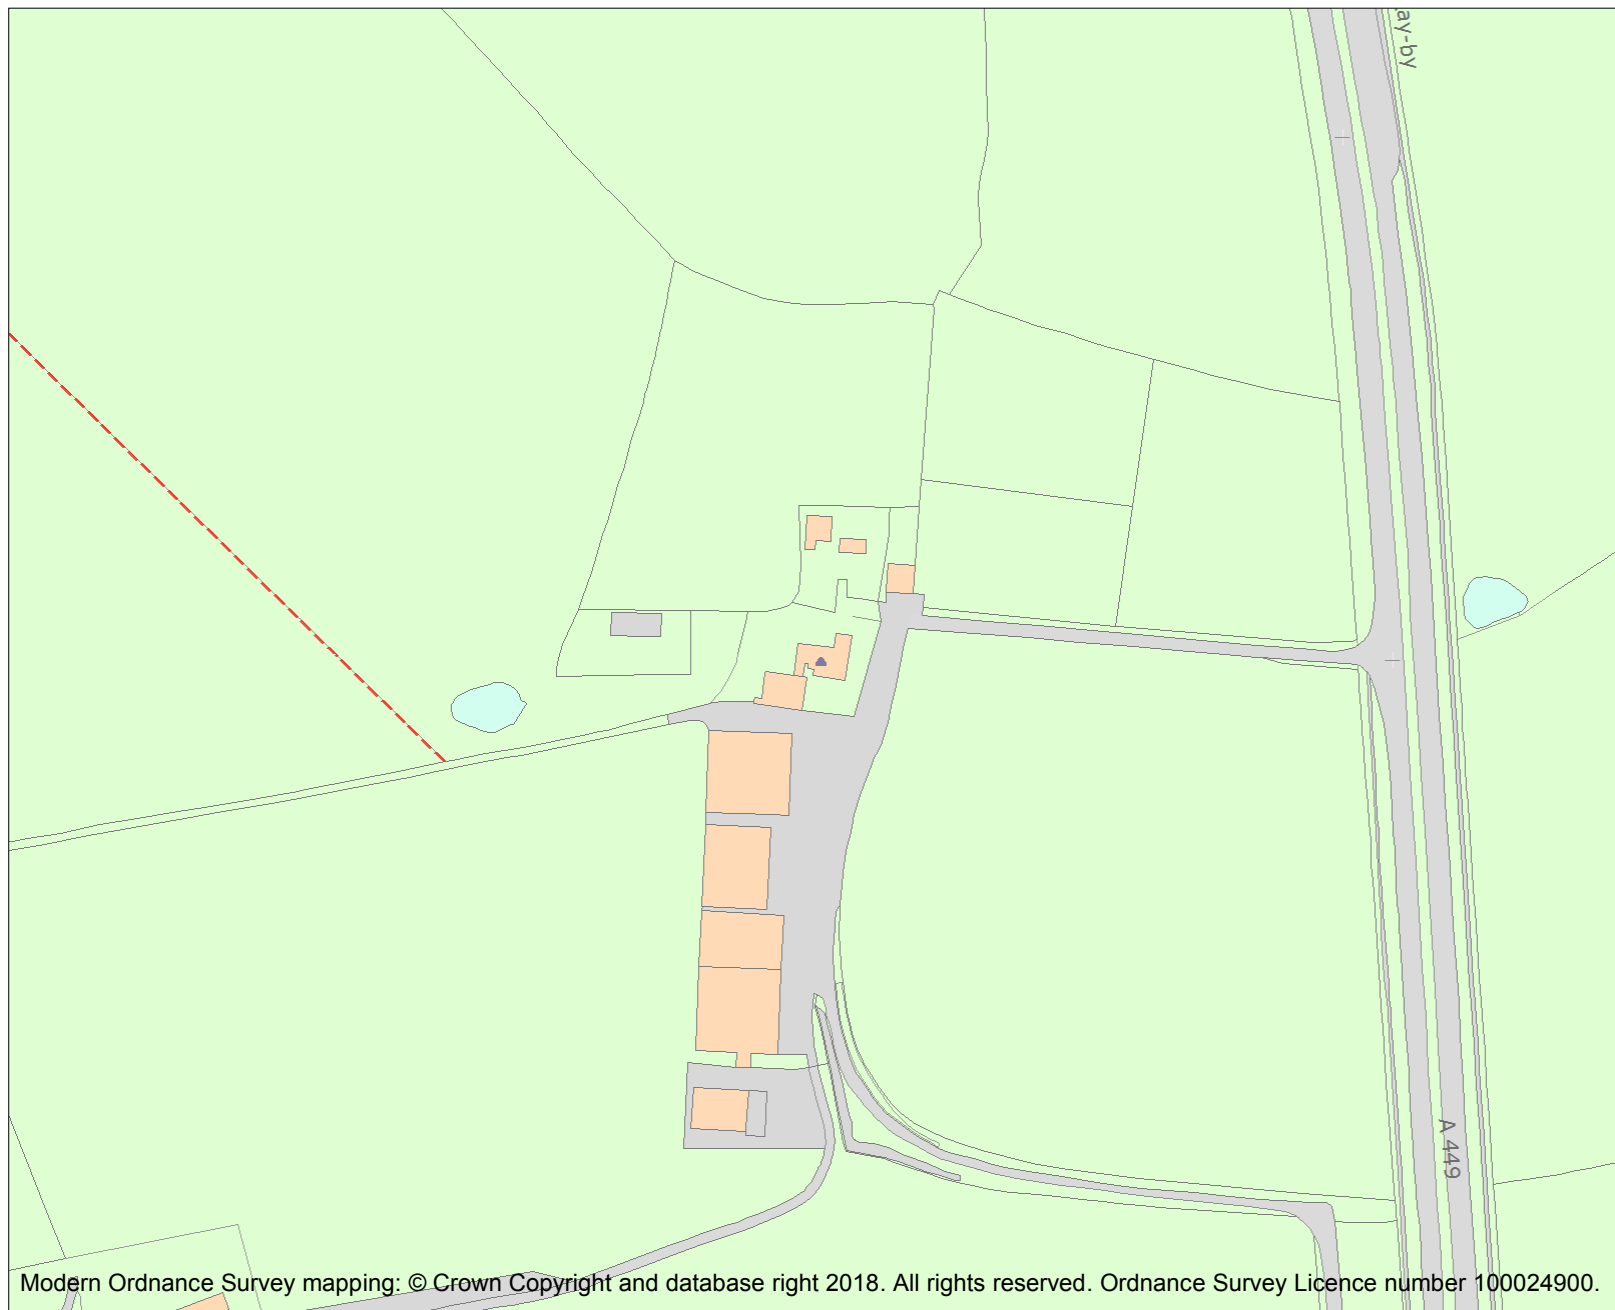 ay-by
A 449
Modern Ordnance Survey mapping: © Crown Copyright and database right 2018. All rights reserved. Ordnance Survey Licence number 100024900.